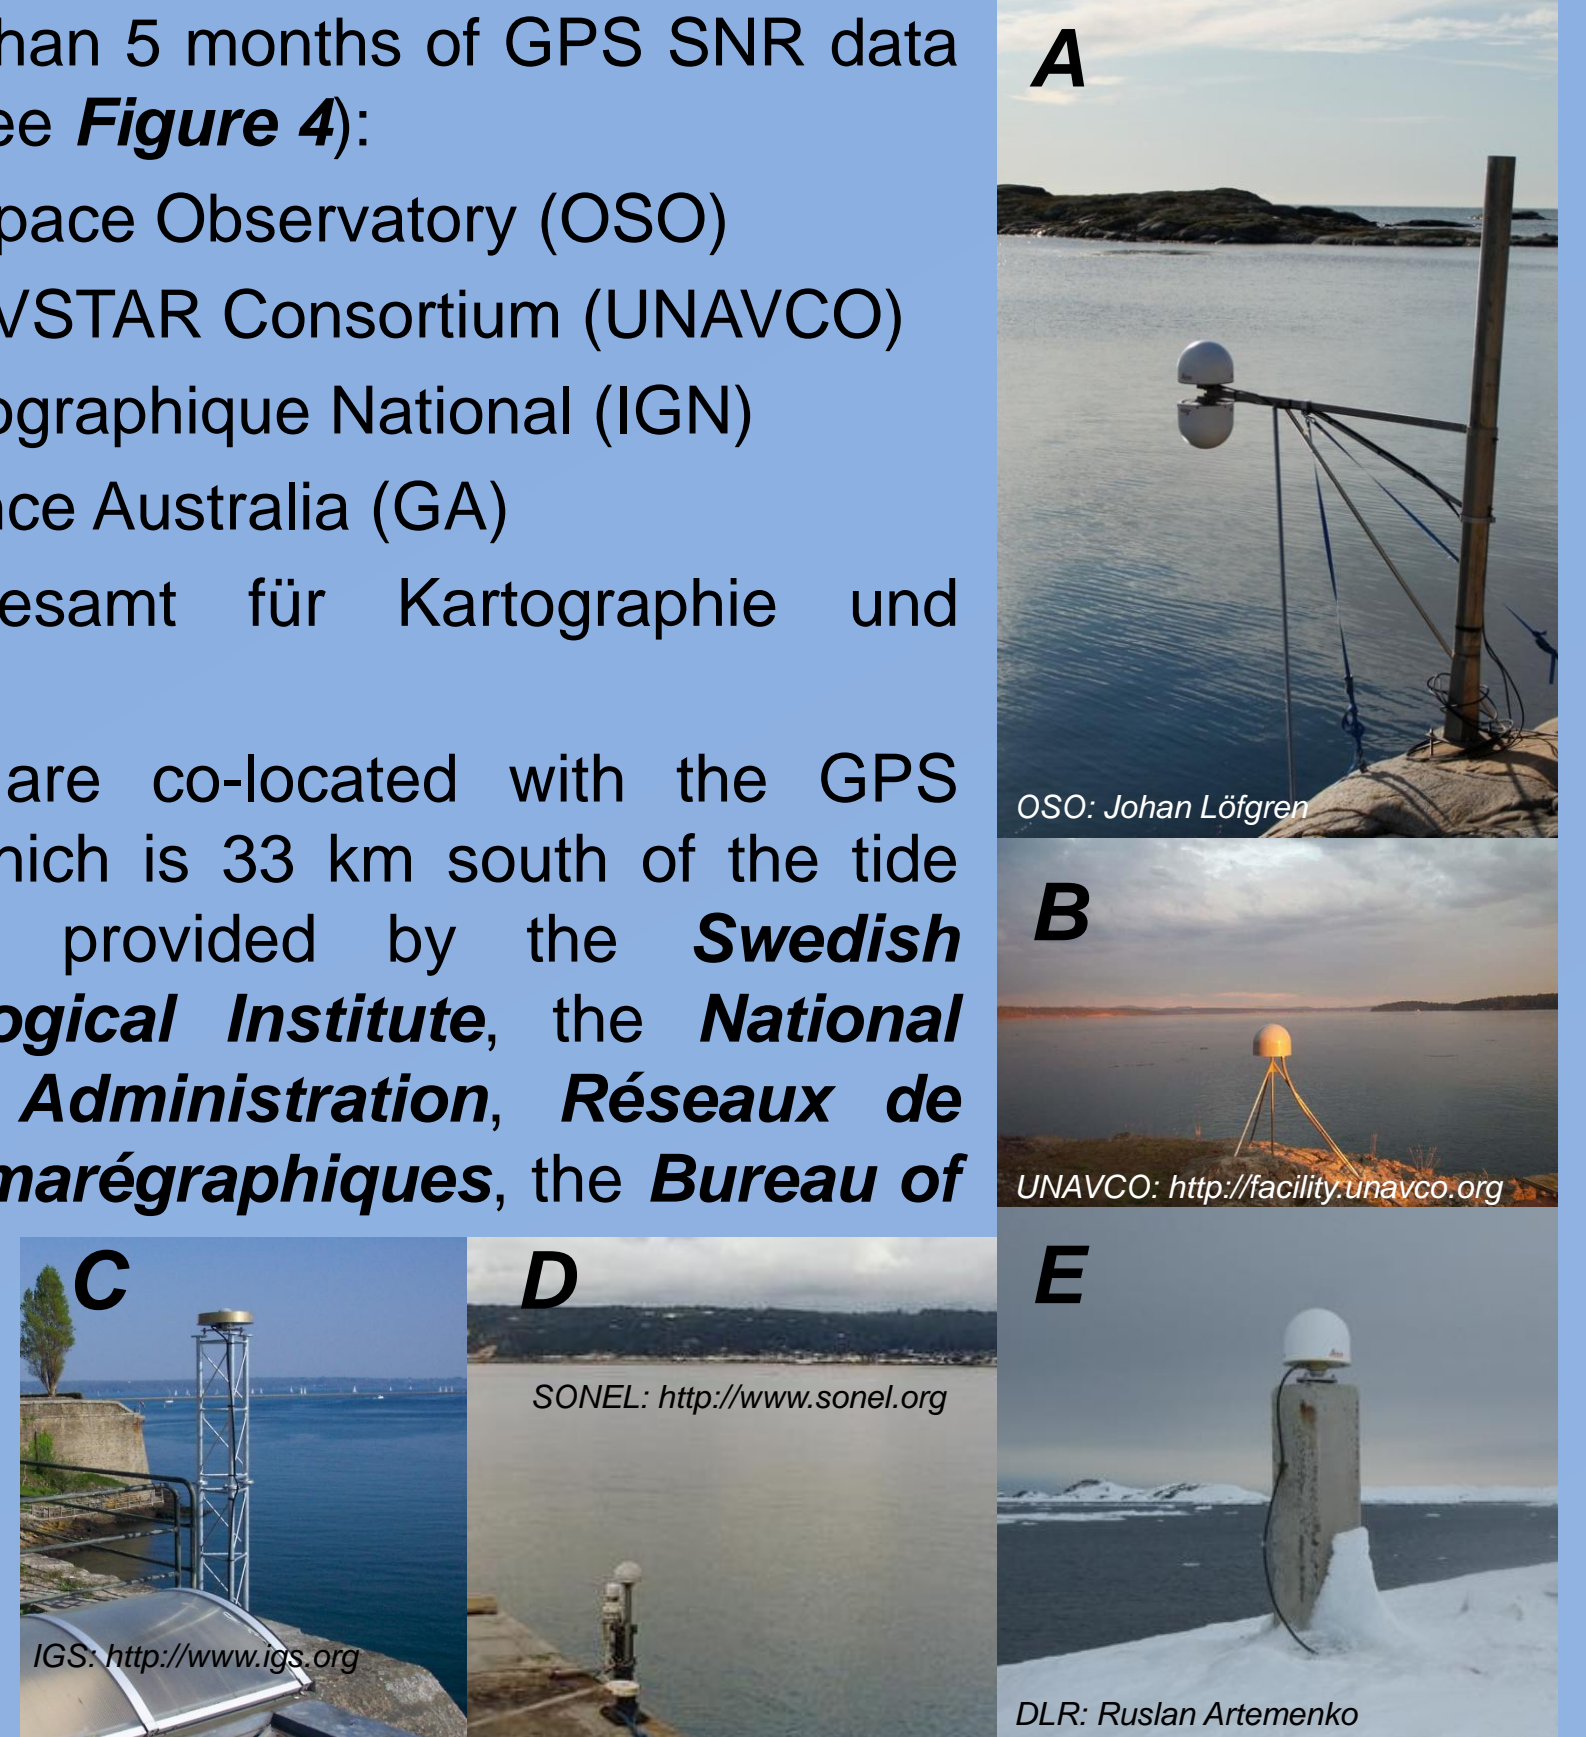 han 5 months of GPS SNR data
ee Figure 4):
pace Observatory (OSO)
VSTAR Consortium (UNAVCO)
ographique National (IGN)
nce Australia (GA)
esamt für Kartographie und
are co-located with the GPS
hich is 33 km south of the tide
provided by the Swedish
ogical Institute, the National
Administration, Réseaux de
marégraphiques, the Bureau of
A
OSO: Johan Löfgren
B
UNAVCO: http://facility.unavco.org
C
IGS: http://www.igs.org
D
SONEL: http://www.sonel.org
E
DLR: Ruslan Artemenko